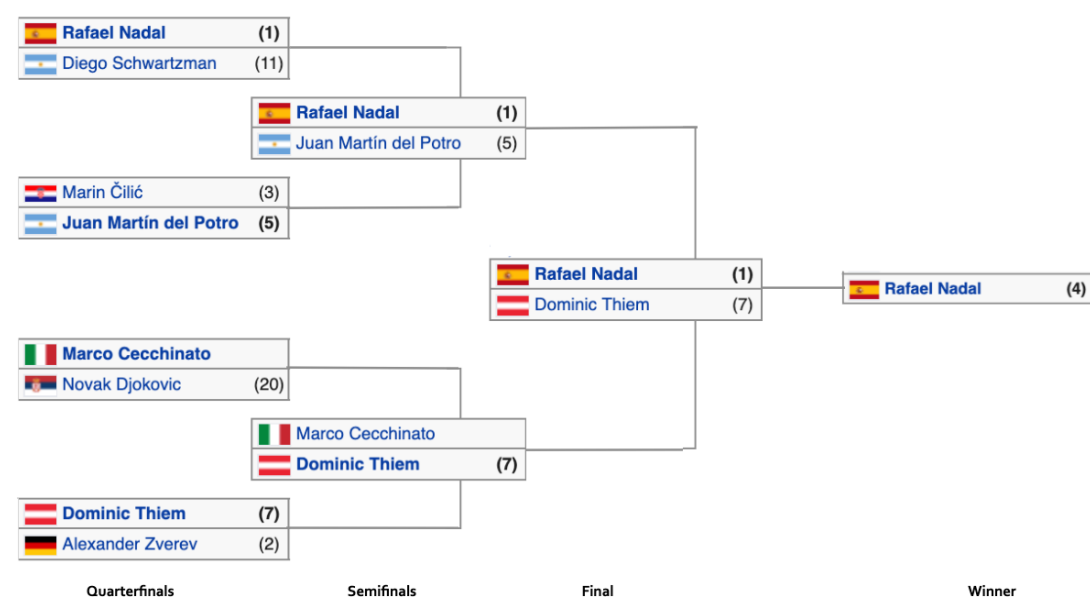 Rafael Nadal (1)
Diego Schwartzman (11)
Rafael Nadal (1)
Juan Martín del Potro (5)
Marin Čilić (3)
Juan Martín del Potro (5)
Rafael Nadal (1)
Dominic Thiem (7)
Rafael Nadal (4)
Marco Cecchinato
Novak Djokovic (20)
Marco Cecchinato
Dominic Thiem (7)
Dominic Thiem (7)
Alexander Zverev (2)
Quarterfinals Semifinals Final Winner